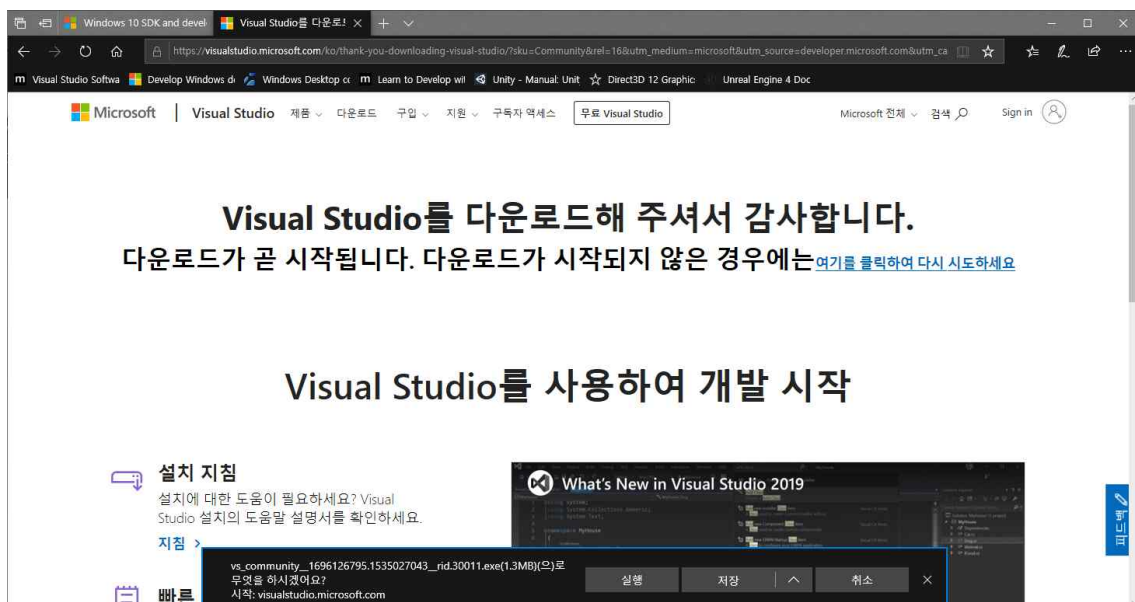 Windows 10 SDK and devel
Visual Studio를 다운로!
https://visualstudio.microsoft.com/ko/thank-you-downloading-visual-studio/?sku=Community&rel=16&utm_medium=microsoft&utm_source=developer.microsoft.com&utm_ca
Visual Studio Softwa
Develop Windows d
Windows Desktop cc
Learn to Develop wil
Unity - Manual: Unit
Direct3D 12 Graphic
Unreal Engine 4 Doc
Microsoft
Visual Studio
제품
다운로드
구입
지원
구독자 액세스
무료 Visual Studio
Microsoft 전체
검색
Sign in
Visual Studio를 다운로드해 주셔서 감사합니다.
다운로드가 곧 시작됩니다. 다운로드가 시작되지 않은 경우에는여기를 클릭하여 다시 시도하세요
Visual Studio를 사용하여 개발 시작
설치 지침
설치에 대한 도움이 필요하세요? Visual
Studio 설치의 도움말 설명서를 확인하세요.
지침
빠른
What's New in Visual Studio 2019
피드백
vs_community__1696126795.1535027043__rid.30011.exe(1.3MB)(으)로
무엇을 하시겠어요?
시작: visualstudio.microsoft.com
실행
저장
취소